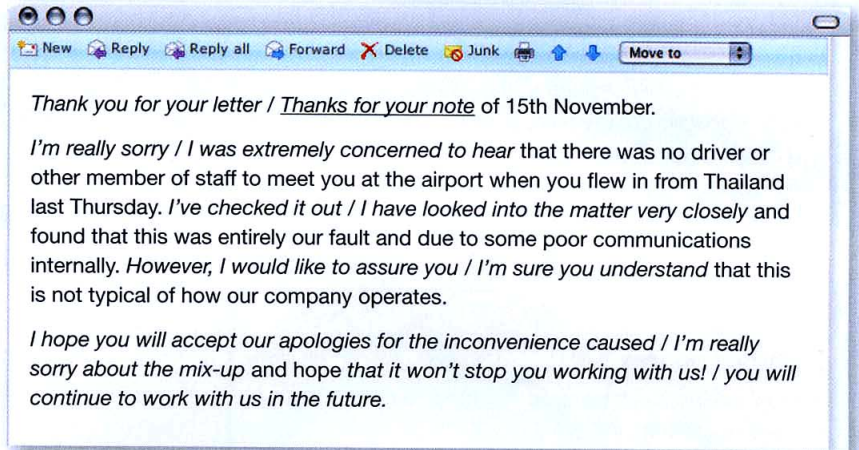 New Reply Reply all Forward Delete Junk Move to
Thank you for your letter / Thanks for your note of 15th November.
I'm really sorry / I was extremely concerned to hear that there was no driver or
other member of staff to meet you at the airport when you flew in from Thailand
last Thursday. I've checked it out / I have looked into the matter very closely and
found that this was entirely our fault and due to some poor communications
internally. However, I would like to assure you / I'm sure you understand that this
is not typical of how our company operates.
I hope you will accept our apologies for the inconvenience caused / I'm really
sorry about the mix-up and hope that it won't stop you working with us! / you will
continue to work with us in the future.